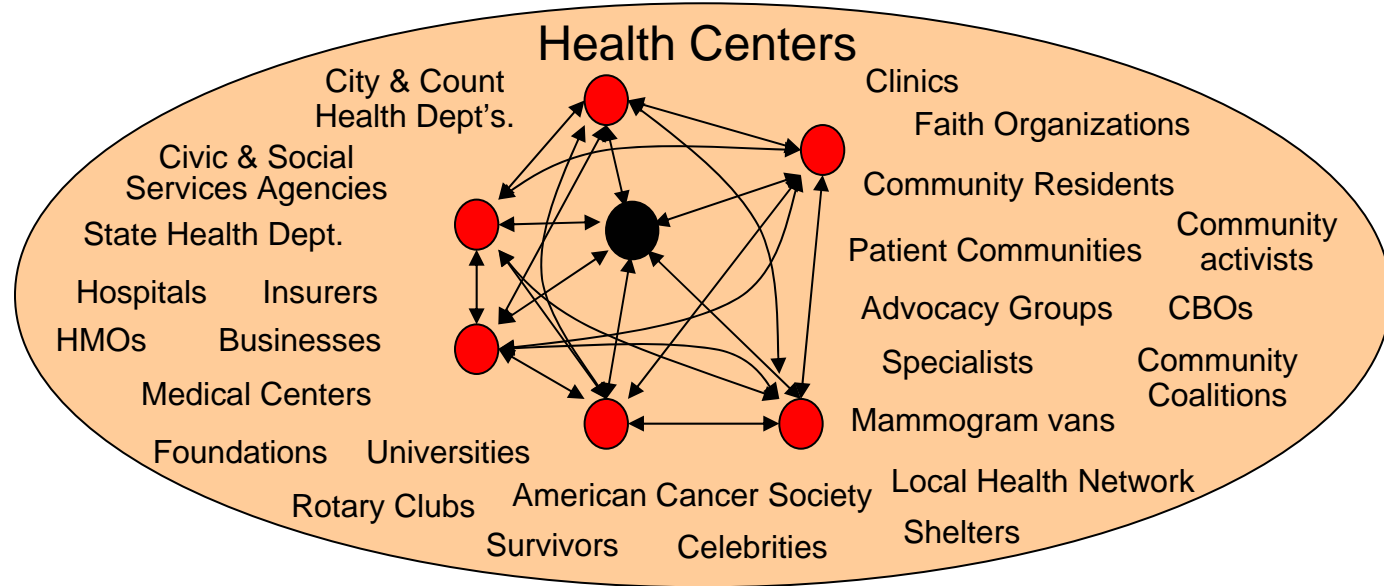 Health Centers
City & Count
Health Dept’s.
Clinics
Faith Organizations
Civic & Social
Services Agencies
Community Residents
State Health Dept.
Patient Communities
Community
activists
Hospitals
Insurers
Advocacy Groups
CBOs
HMOs
Businesses
Specialists
Community
Coalitions
Medical Centers
Mammogram vans
Foundations
Universities
Local Health Network
Rotary Clubs
American Cancer Society
Shelters
Survivors
Celebrities